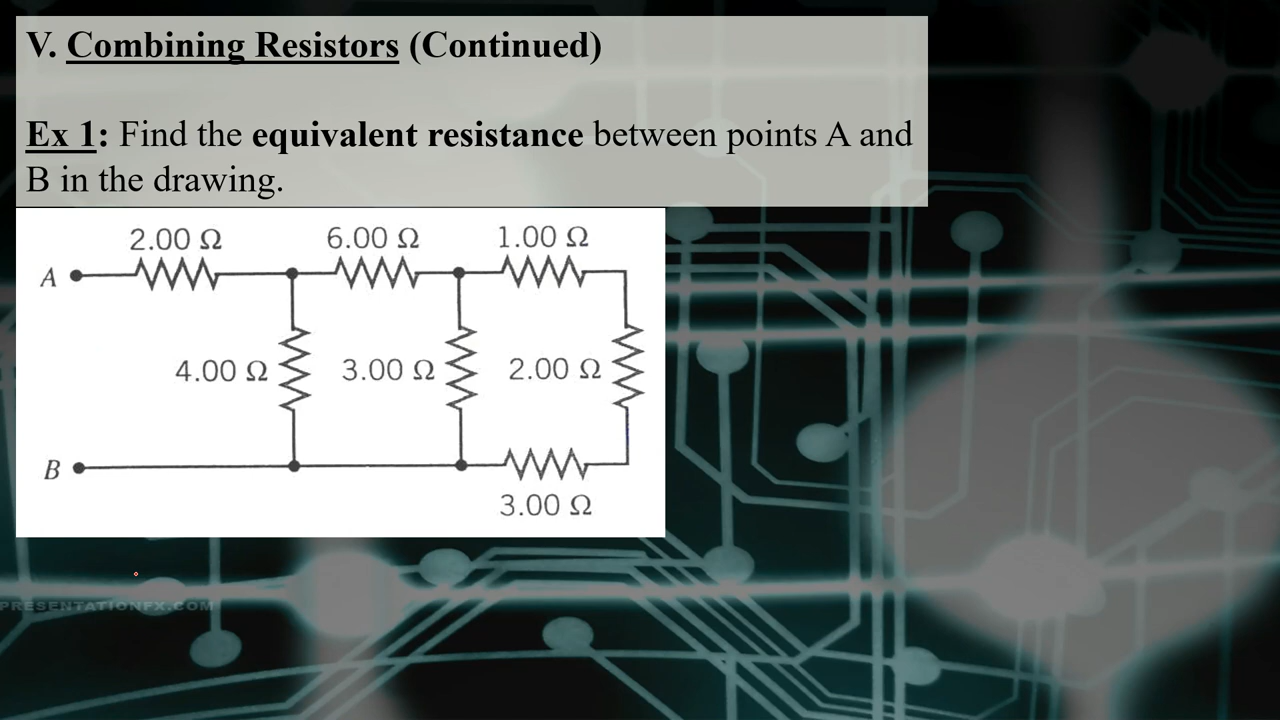 V. Combining Resistors (Continued)
Ex 1: Find the equivalent resistance between points A and
B in the drawing.
2.00 Ω 6.00 Ω 1.00 Ω
A
4.00 Ω 3.00 Ω 2.00 Ω
B
3.00 Ω
PRESENTATIONFX.COM